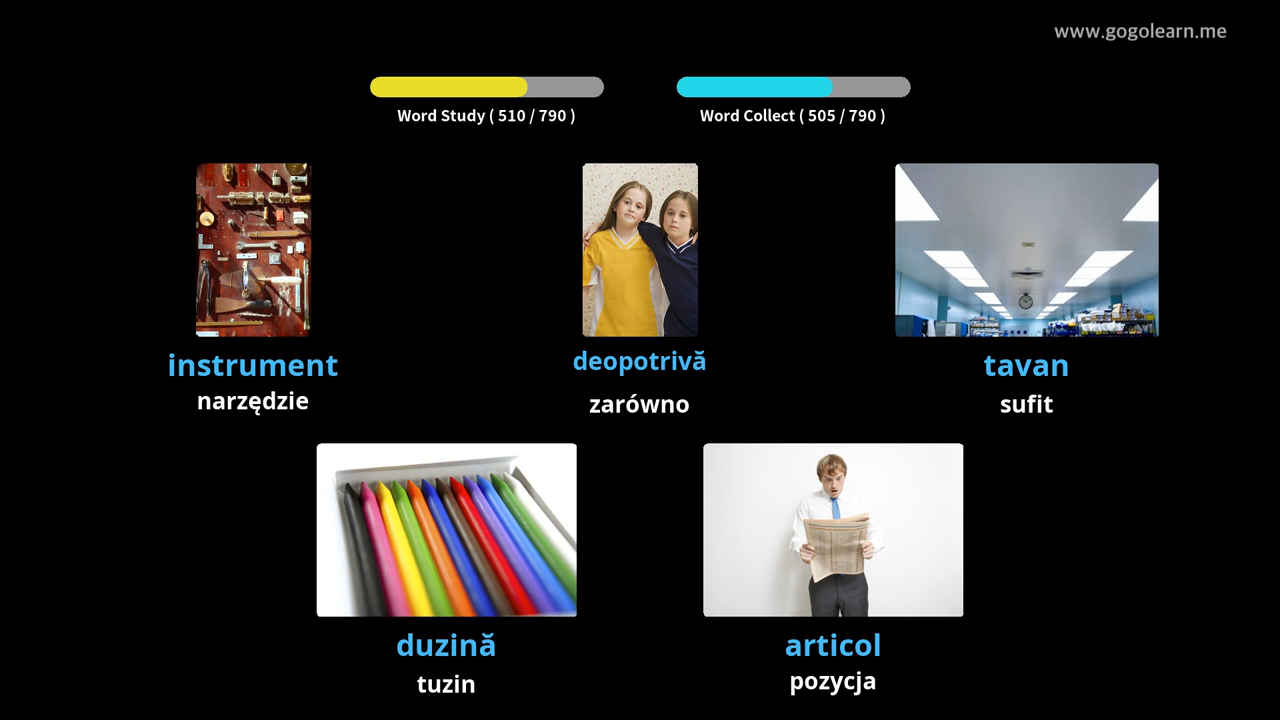 www.gogolearn.me
Word Study ( 510 / 790 )
Word Collect ( 505 / 790 )
instrument
narzędzie
deopotrivă
zarówno
tavan
sufit
duzină
tuzin
articol
pozycja